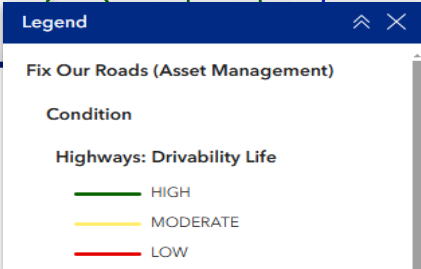 Legend
Fix Our Roads (Asset Management)
Condition
Highways: Drivability Life
HIGH
MODERATE
LOW